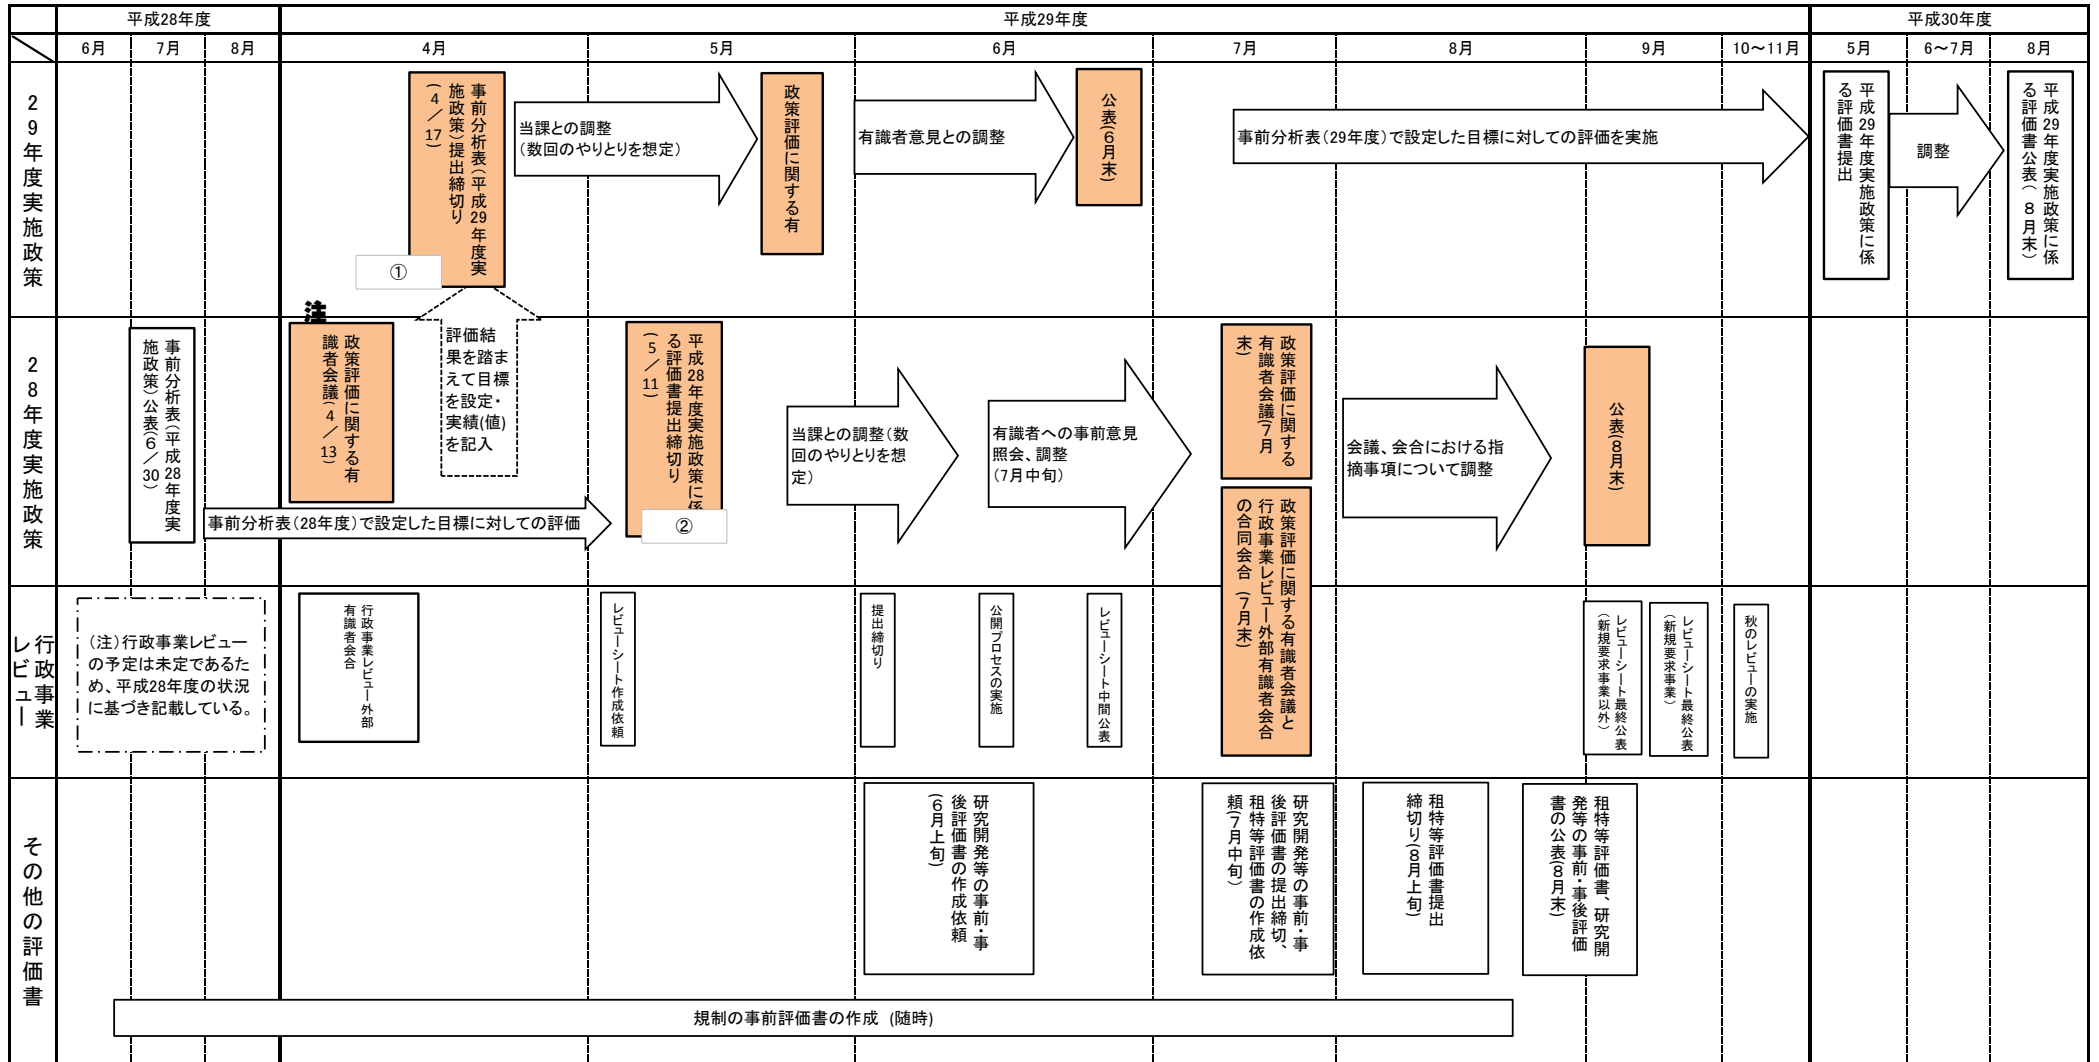 平成28年度
平成29年度
平成30年度
6月
7月
8月
4月
5月
6月
7月
8月
9月
10～11月
5月
6～7月
8月
29年度実施政策
事前分析表(平成29年度実
施政策)提出締切り
(4／17)
①
当課との調整
(数回のやりとりを想定)
政策評価に関する有
有識者意見との調整
公表(6月末)
事前分析表(29年度)で設定した目標に対しての評価を実施
平成29年度実施政策に係
る評価書提出
調整
平成29年度実施政策に係
る評価書公表(8月末)
28年度実施政策
事前分析表(平成28年度実
施政策)公表(6／30)
注
政策評価に関する有
識者会議(4／13)
評価結
果を踏ま
えて目標
を設定・
実績(値)
を記入
事前分析表(28年度)で設定した目標に対しての評価
平成28年度実施政策に係
る評価書提出締切り
(5／11)
②
当課との調整(数
回のやりとりを想
定)
有識者への事前意見
照会、調整
(7月中旬)
政策評価に関する
有識者会議(7月
末)
政策評価に関する有識者会議と
行政事業レビュー外部有識者会合
の合同会合 (7月末)
会議、会合における指
摘事項について調整
公表(8月末)
行政事業
レビュー
(注)行政事業レビュー
の予定は未定であるた
め、平成28年度の状況
に基づき記載している。
行政事業レビュー外部
有識者会合
レビューシート作成依頼
提出締切り
公開プロセスの実施
レビューシート中間公表
レビューシート最終公表
(新規要求事業以外)
レビューシート最終公表
(新規要求事業)
秋のレビューの実施
その他の評価書
研究開発等の事前・事
後評価書の作成依頼
(6月上旬)
研究開発等の事前・事
後評価書の提出締切、
租特等評価書の作成依
頼(7月中旬)
租特等評価書提出
締切り(8月上旬)
租特等評価書、研究開
発等の事前・事後評価
書の公表(8月末)
規制の事前評価書の作成 (随時)